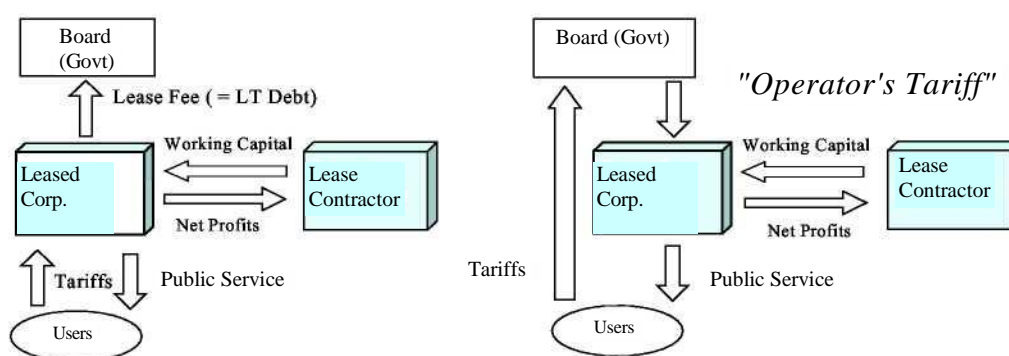 Board
(Govt)
Lease Fee ( = LT Debt)
Working Capital
Leased
Corp.
Lease
Contractor
Net Profits
Tariffs
Public Service
Users
Board (Govt)
"Operator's Tariff"
Working Capital
Leased
Corp.
Lease
Contractor
Net Profits
Tariffs
Public Service
Users